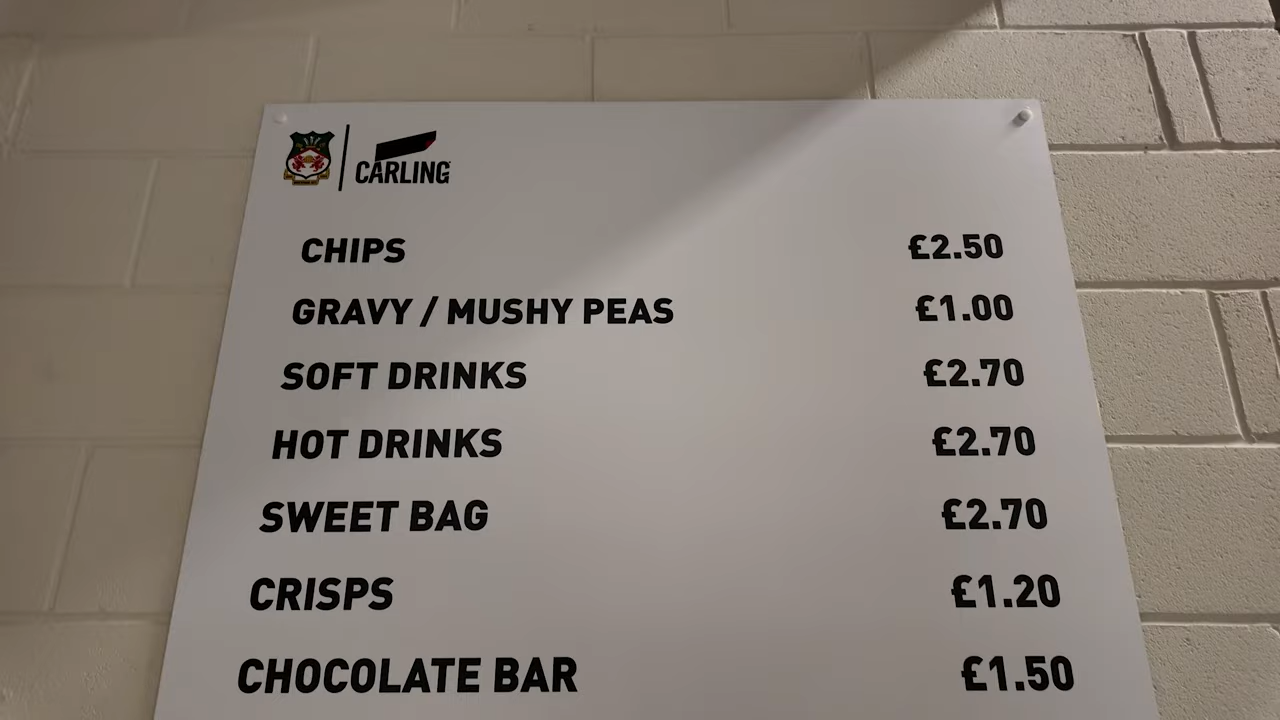 CARLING
CHIPS £2.50
GRAVY / MUSHY PEAS £1.00
SOFT DRINKS £2.70
HOT DRINKS £2.70
SWEET BAG £2.70
CRISPS £1.20
CHOCOLATE BAR £1.50